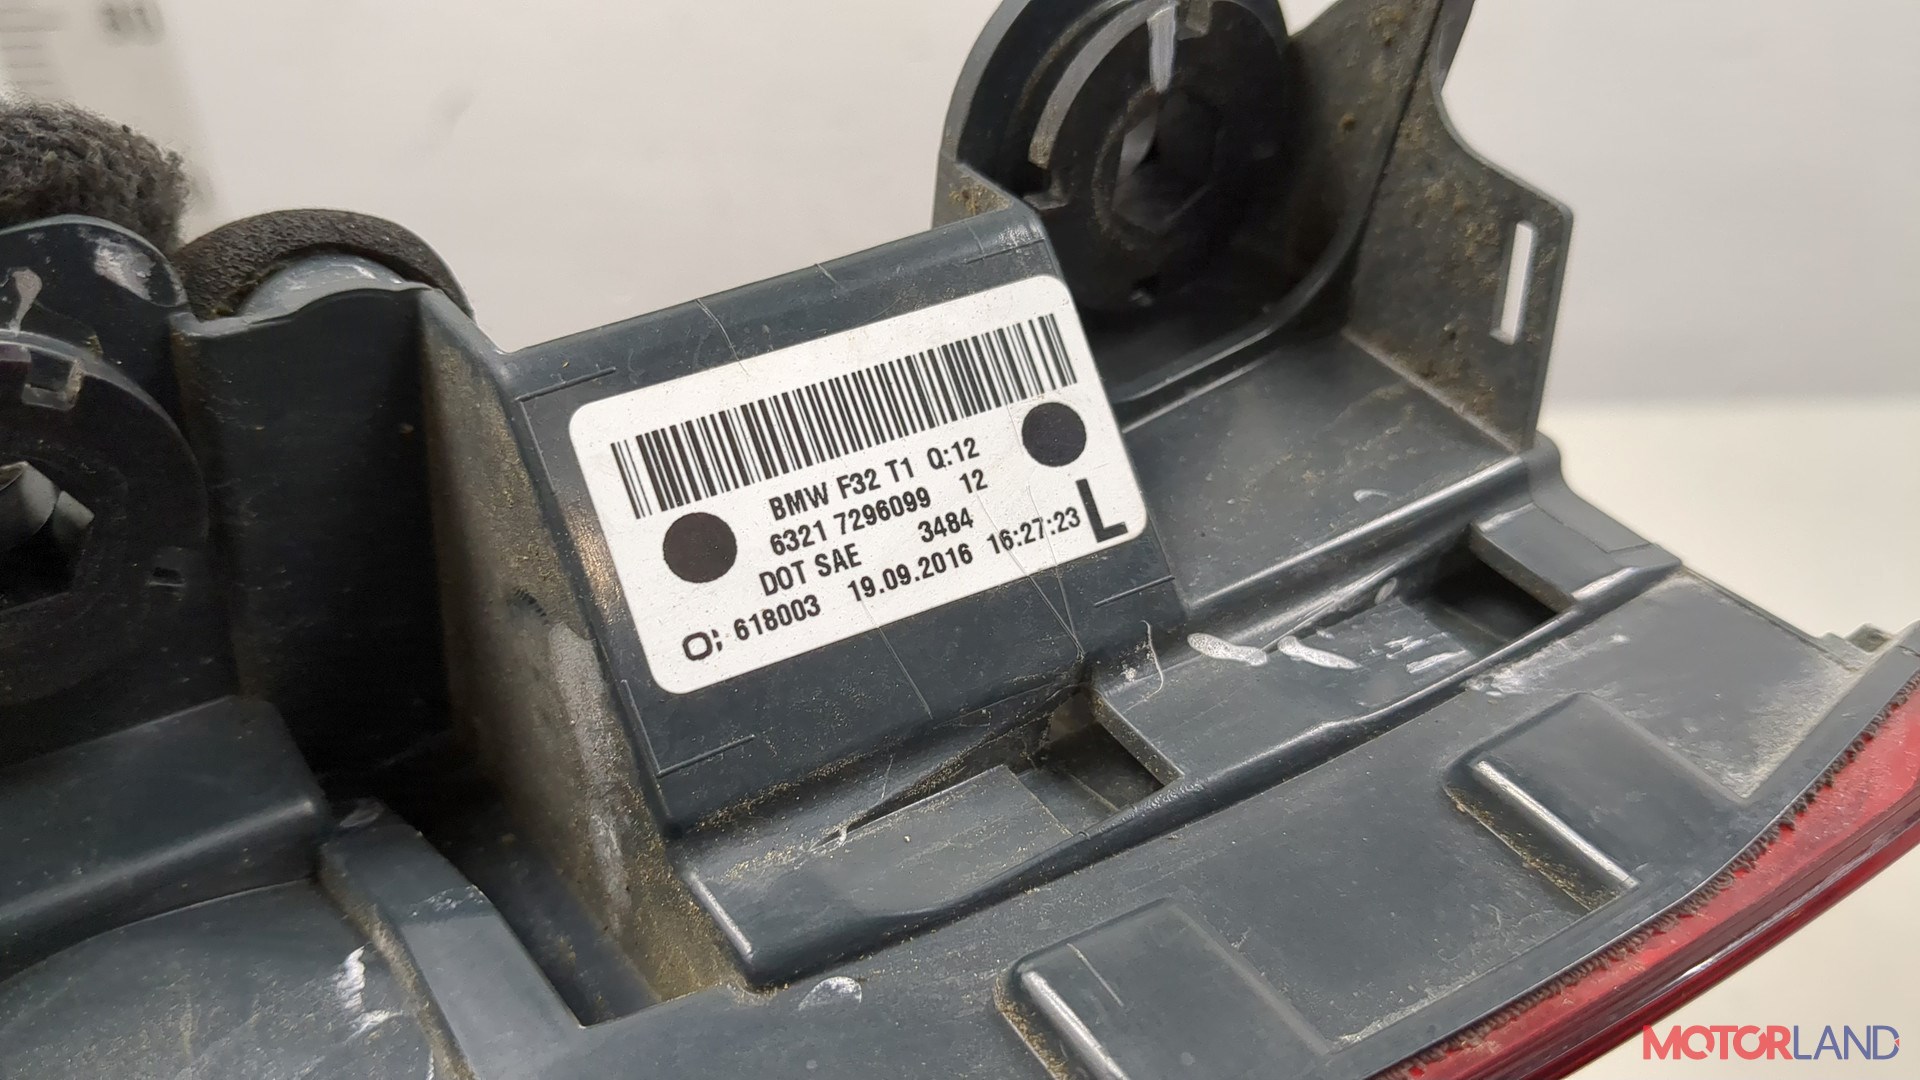 BMW F32 T1 Q:12
6321 7296099 12
DOT SAE 3484
O; 618003 19.09.2016 16:27:23 L
MOTORLAND